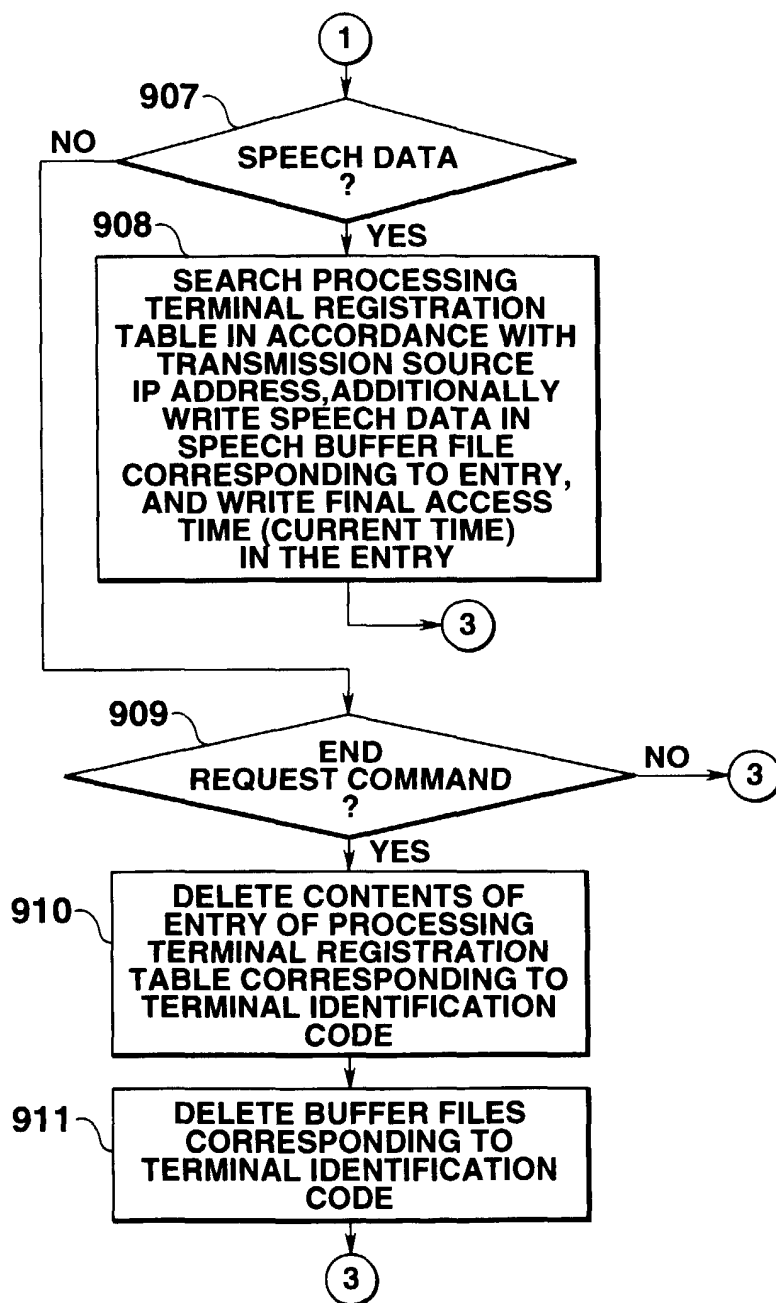 1
907
NO
SPEECH DATA
?
908
YES
SEARCH PROCESSING
TERMINAL REGISTRATION
TABLE IN ACCORDANCE WITH
TRANSMISSION SOURCE
IP ADDRESS,ADDITIONALLY
WRITE SPEECH DATA IN
SPEECH BUFFER FILE
CORRESPONDING TO ENTRY,
AND WRITE FINAL ACCESS
TIME (CURRENT TIME)
IN THE ENTRY
3
909
END
REQUEST COMMAND
?
NO
3
YES
910
DELETE CONTENTS OF
ENTRY OF PROCESSING
TERMINAL REGISTRATION
TABLE CORRESPONDING TO
TERMINAL IDENTIFICATION
CODE
911
DELETE BUFFER FILES
CORRESPONDING TO
TERMINAL IDENTIFICATION
CODE
3